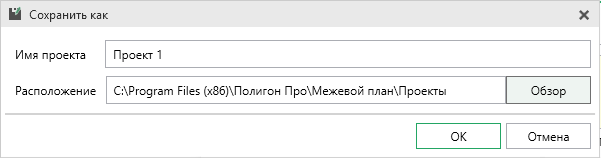 Сохранить как
Имя проекта Проект 1
Расположение C:\Program Files (x86)\Полигон Про\Межевой план\Проекты Обзор
ОК Отмена